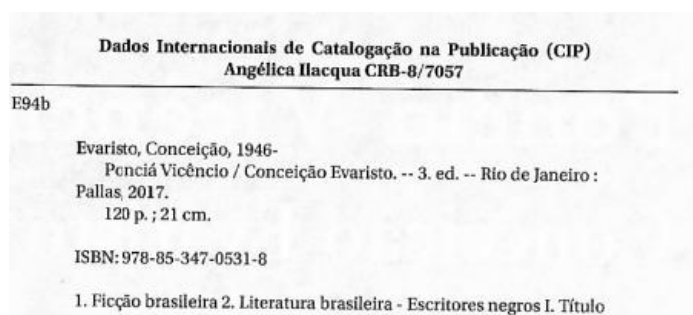 Dados Internacionais de Catalogação na Publicação (CIP)
Angélica Ilacqua CRB-8/7057
E94b
Evaristo, Conceição, 1946-
Ponciá Vicêncio / Conceição Evaristo. -- 3. ed. -- Rio de Janeiro :
Pallas, 2017.
120 p. ; 21 cm.
ISBN: 978-85-347-0531-8
1. Ficção brasileira 2. Literatura brasileira - Escritores negros I. Título